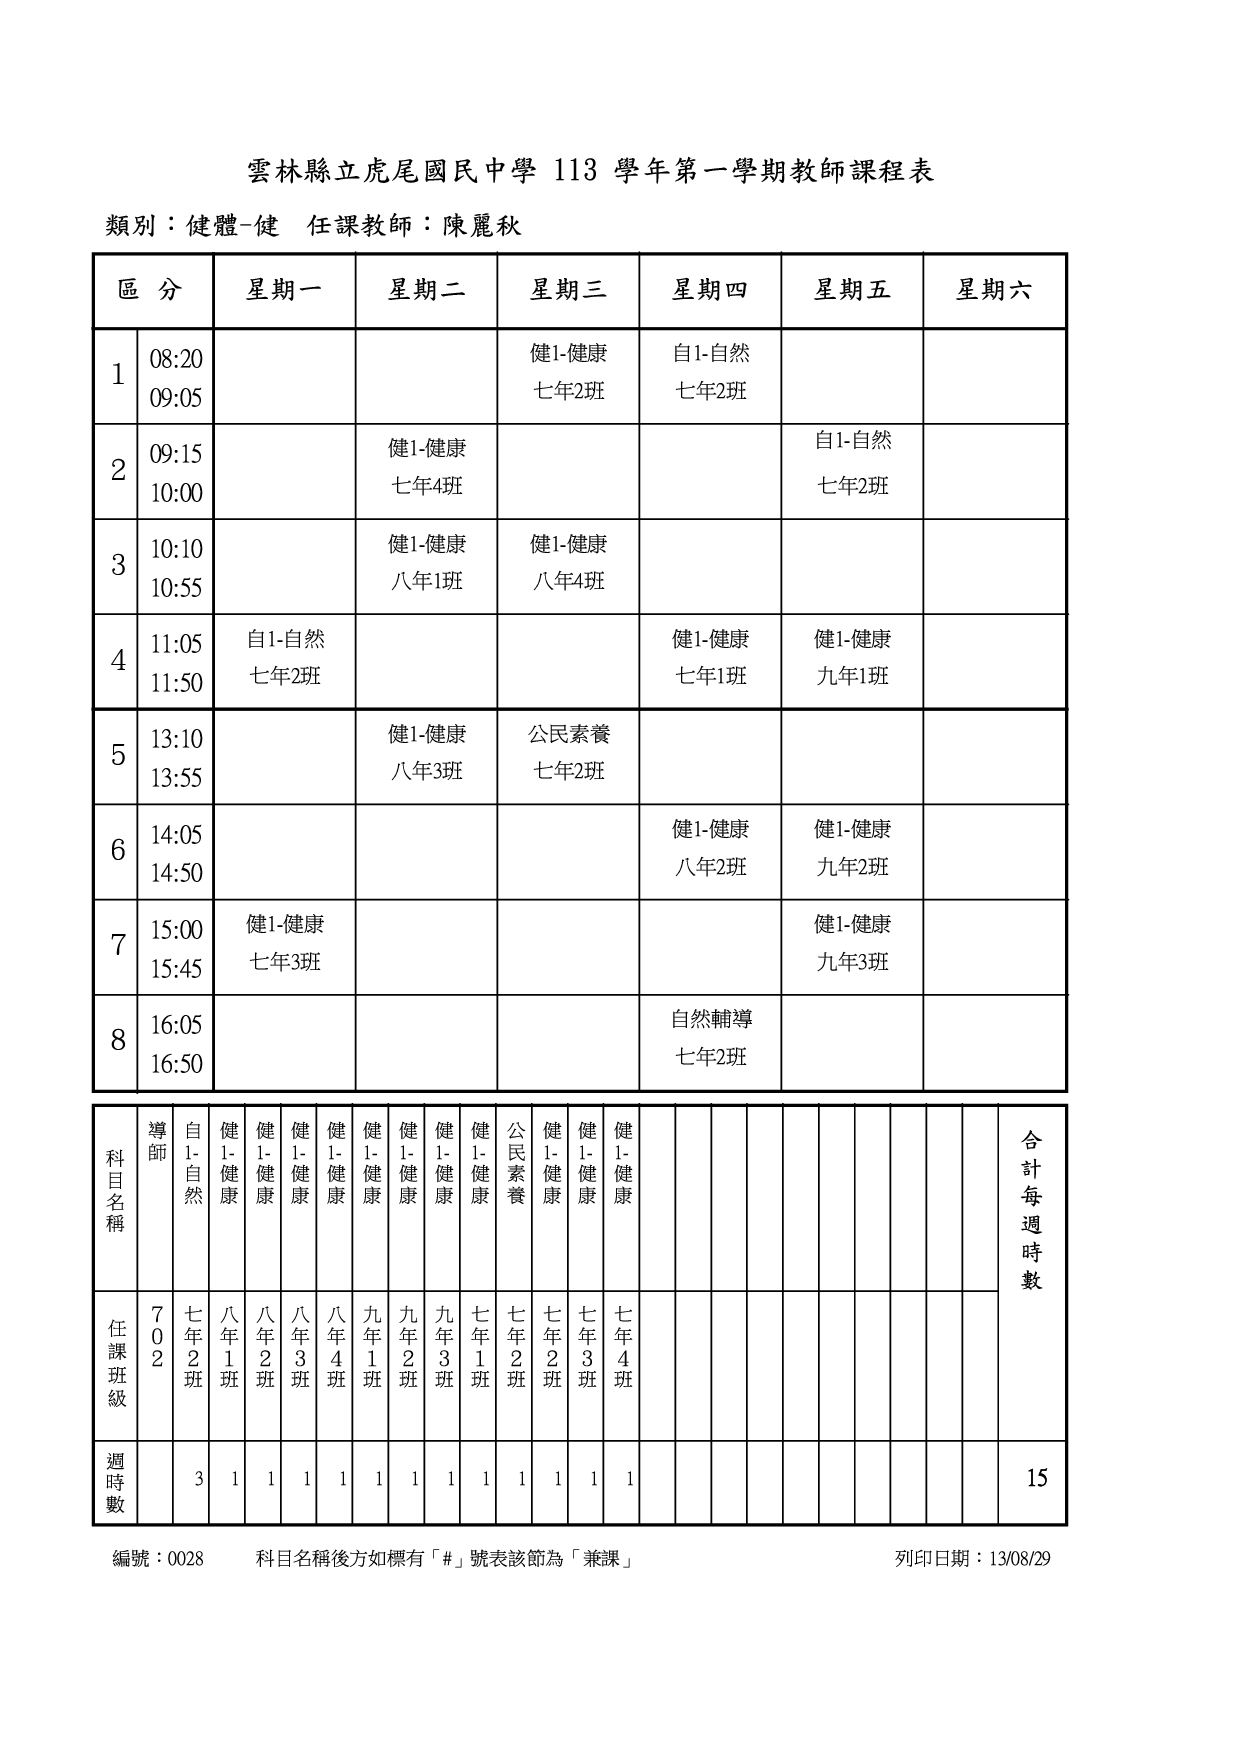 雲林縣立虎尾國民中學 113 學年第一學期教師課程表
類別：健體-健　任課教師：陳麗秋
區 分 星期一 星期二 星期三 星期四 星期五 星期六
1 08:20 09:05 健1-健康 七年2班 自1-自然 七年2班
2 09:15 10:00 健1-健康 七年4班 自1-自然 七年2班
3 10:10 10:55 健1-健康 八年1班 健1-健康 八年4班
4 11:05 11:50 自1-自然 七年2班 健1-健康 七年1班 健1-健康 九年1班
5 13:10 13:55 健1-健康 八年3班 公民素養 七年2班
6 14:05 14:50 健1-健康 八年2班 健1-健康 九年2班
7 15:00 15:45 健1-健康 七年3班 健1-健康 九年3班
8 16:05 16:50 自然輔導 七年2班
科目名稱 導師 自1-自然 健1-健康 健1-健康 健1-健康 健1-健康 健1-健康 健1-健康 健1-健康 健1-健康 公民素養 健1-健康 健1-健康 健1-健康 合計每週時數
任課班級 702 七年2班 八年1班 八年2班 八年3班 八年4班 九年1班 九年2班 九年3班 七年1班 七年2班 七年2班 七年3班 七年4班
週時數 3 1 1 1 1 1 1 1 1 1 1 1 1 15
編號：0028 科目名稱後方如標有「#」號表該節為「兼課」 列印日期：13/08/29